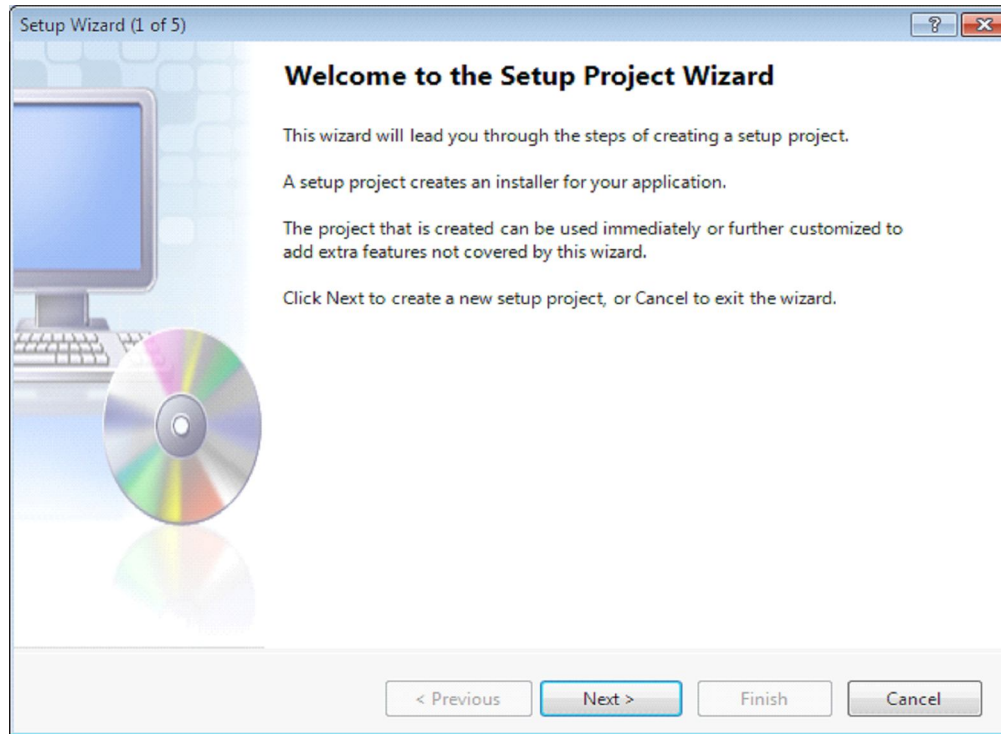 Setup Wizard (1 of 5)
Welcome to the Setup Project Wizard
This wizard will lead you through the steps of creating a setup project.
A setup project creates an installer for your application.
The project that is created can be used immediately or further customized to
add extra features not covered by this wizard.
Click Next to create a new setup project, or Cancel to exit the wizard.
< Previous Next > Finish Cancel